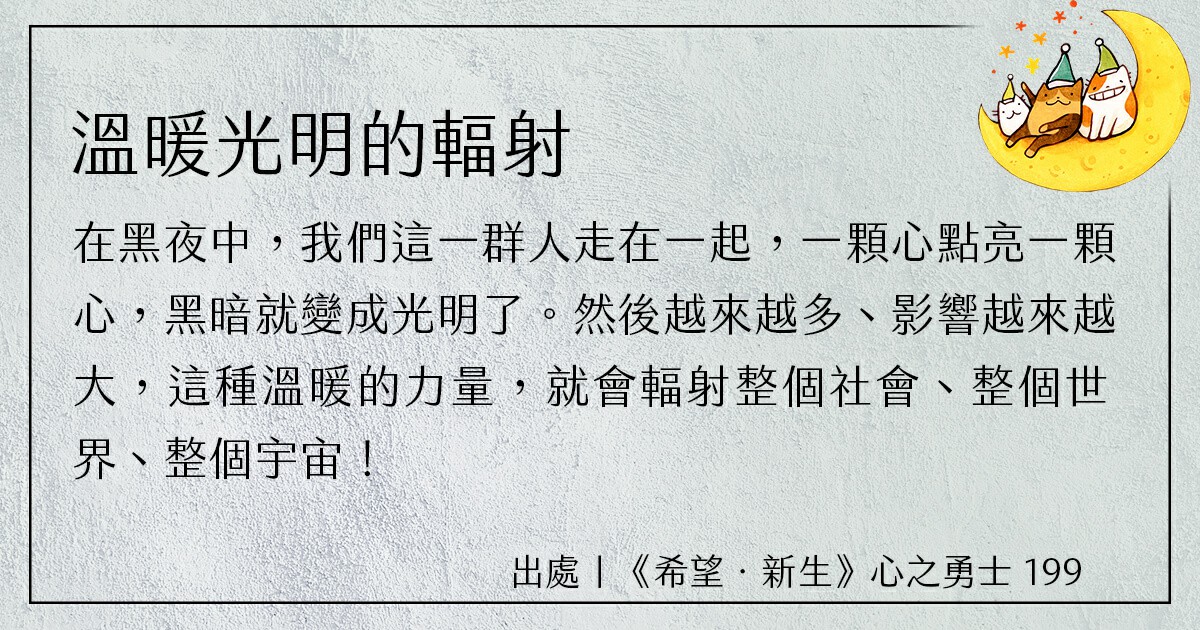 溫暖光明的輻射
在黑夜中，我們這一群人走在一起，一顆心點亮一顆
心，黑暗就變成光明了。然後越來越多、影響越來越
大，這種溫暖的力量，就會輻射整個社會、整個世
界、整個宇宙！
出處〡《希望‧新生》心之勇士 199